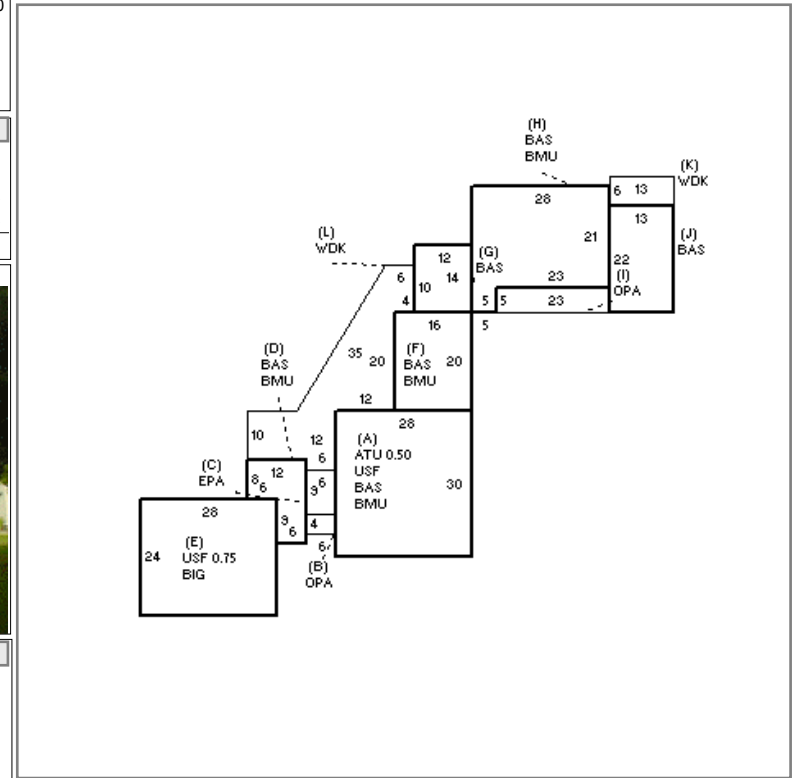 (H)
BAS
BMU
(K)
WDK
6 13
28
13
(L)
WDK
21
(J)
BAS
(G)
BAS
12
6
14
10
22
23
(I)
OPA
4
5 5
23
16
5
(D)
BAS
BMU
35
20
(F)
BAS
BMU
20
12
28
10
12
(A)
ATU 0.50
USF
BAS
BMU
6
(C)
EPA
12
8
6
9
6
30
28
9
6
4
(E)
USF 0.75
BIG
24
6
(B)
OPA